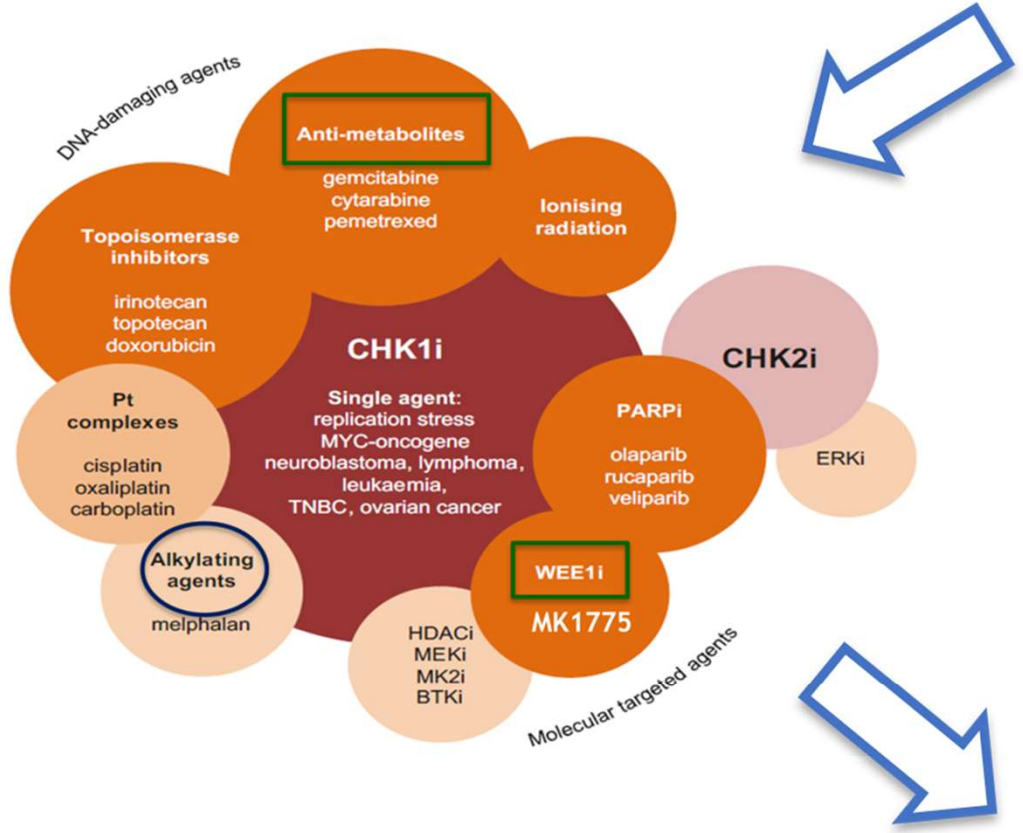 DNA-damaging agents
Anti-metabolites
gemcitabine
cytarabine
pemetrexed
Ionising
radiation
Topoisomerase
inhibitors
irinotecan
topotecan
doxorubicin
CHK1i
Single agent:
replication stress
MYC-oncogene
neuroblastoma, lymphoma,
leukaemia,
TNBC, ovarian cancer
CHK2i
PARPi
olaparib
rucaparib
veliparib
ERKi
Pt
complexes
cisplatin
oxaliplatin
carboplatin
Alkylating
agents
melphalan
WEE1i
MK1775
HDACi
MEKi
MK2i
BTKi
Molecular targeted agents